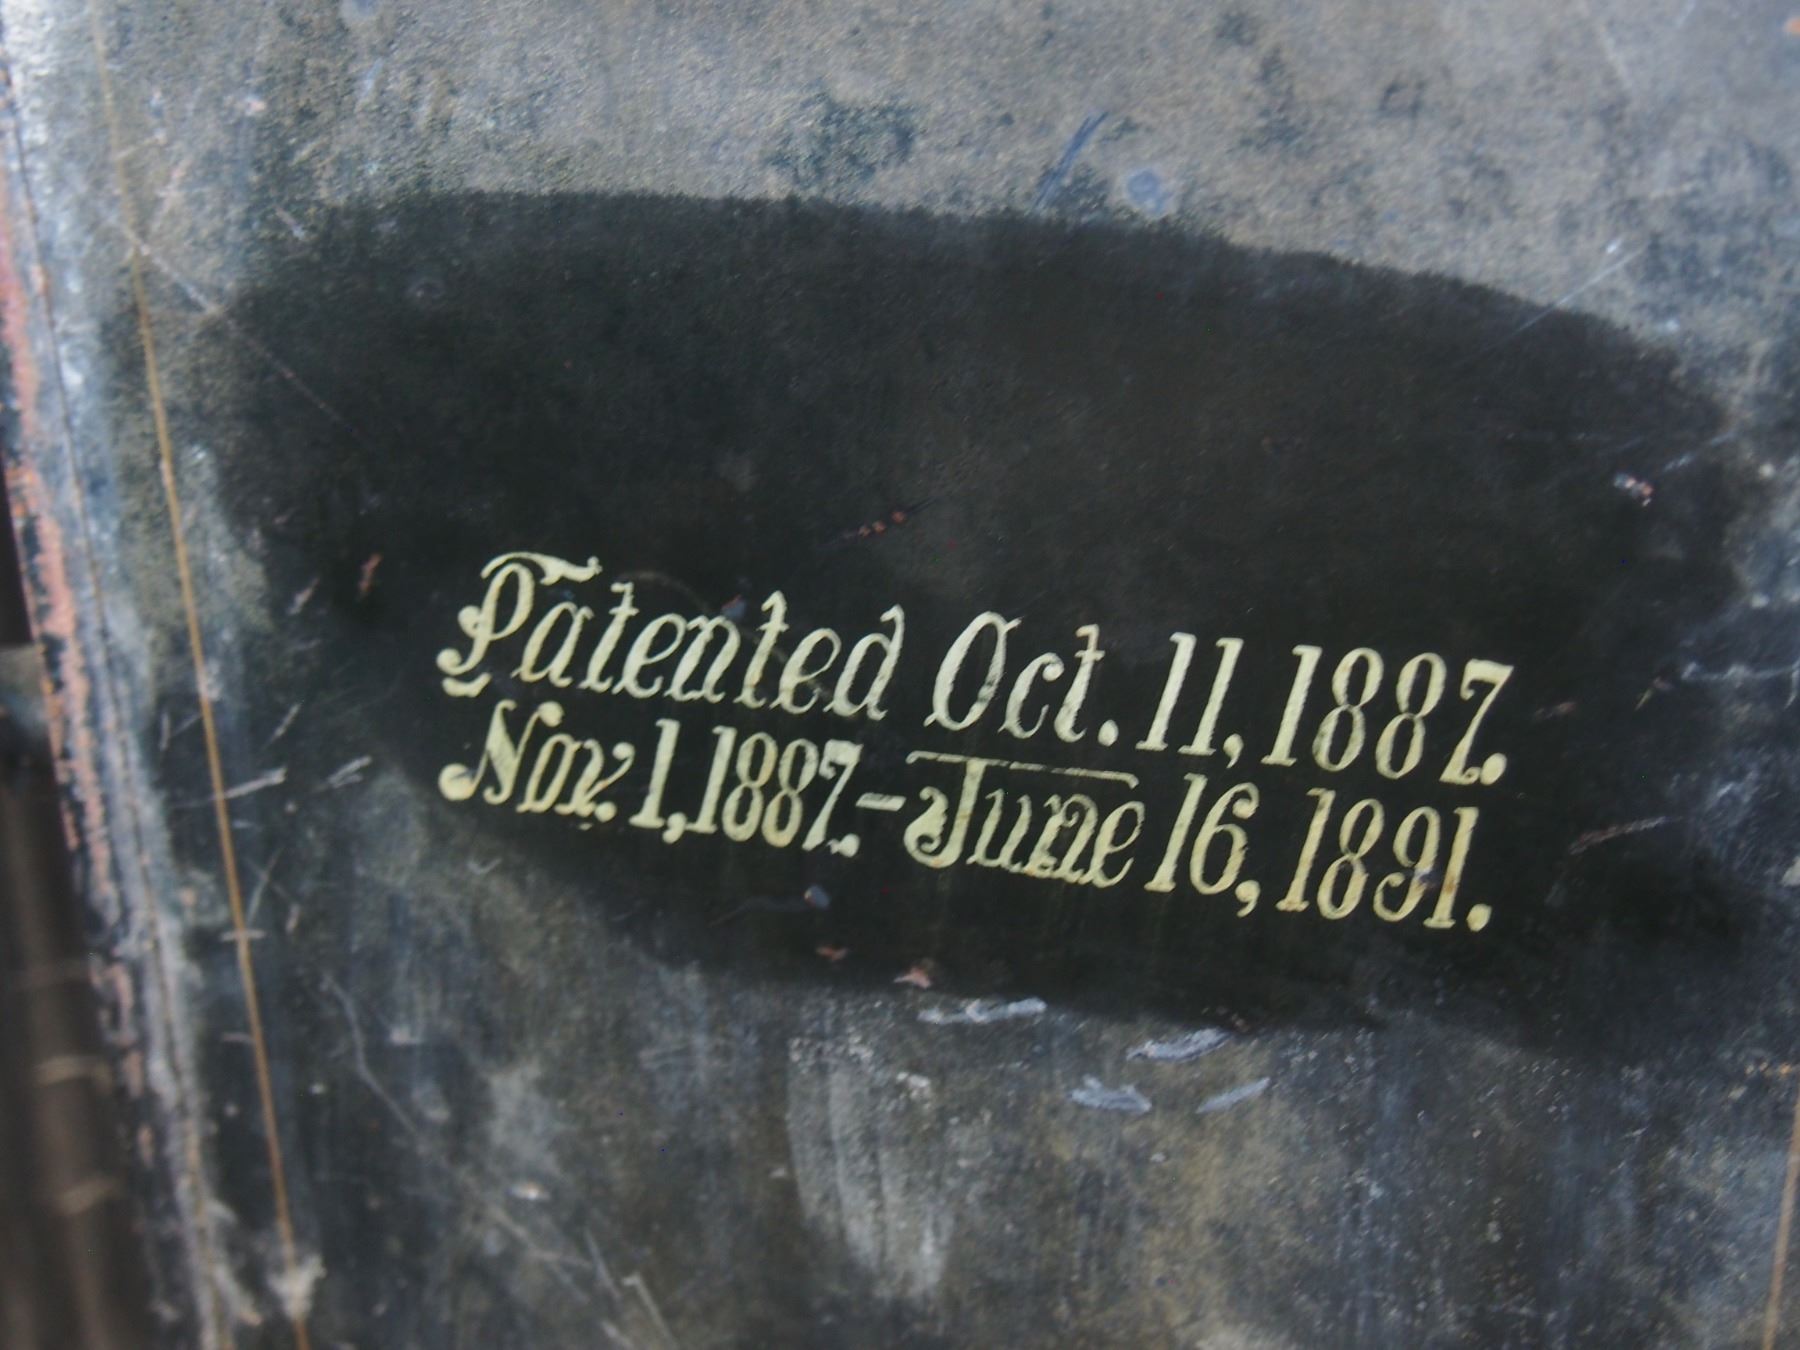 Patented Oct. 11, 1887.
Nov. 1, 1887.-June 16, 1891.